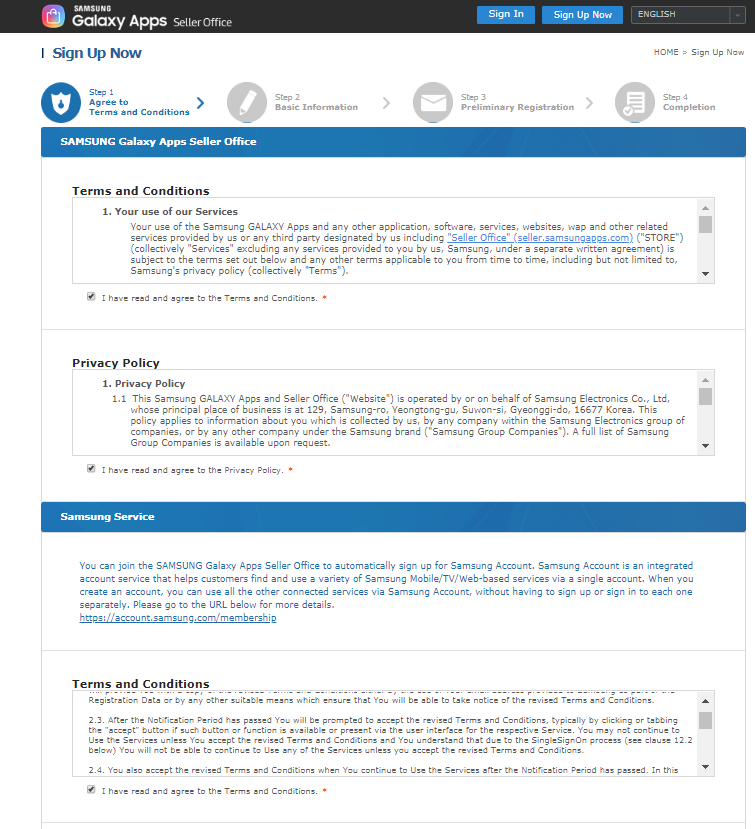 SAMSUNG
Galaxy Apps Seller Office
Sign In
Sign Up Now
ENGLISH
Sign Up Now
HOME > Sign Up Now
Step 1
Agree to
Terms and Conditions
Step 2
Basic Information
Step 3
Preliminary Registration
Step 4
Completion
SAMSUNG Galaxy Apps Seller Office
Terms and Conditions
1. Your use of our Services
Your use of the Samsung GALAXY Apps and any other application, software, services, websites, wap and other related
services provided by us or any third party designated by us including "Seller Office" (seller.samsungapps.com) ("STORE")
(collectively "Services" excluding any services provided to you by us, Samsung, under a separate written agreement) is
subject to the terms set out below and any other terms applicable to you from time to time, including but not limited to,
Samsung's privacy policy (collectively "Terms").
I have read and agree to the Terms and Conditions. *
Privacy Policy
1. Privacy Policy
1.1 This Samsung GALAXY Apps and Seller Office ("Website") is operated by or on behalf of Samsung Electronics Co., Ltd,
whose principal place of business is at 129, Samsung-ro, Yeongtong-gu, Suwon-si, Gyeonggi-do, 16677 Korea. This
policy applies to information about you which is collected by us, by any company within the Samsung Electronics group of
companies, or by any other company under the Samsung brand ("Samsung Group Companies"). A full list of Samsung
Group Companies is available upon request.
I have read and agree to the Privacy Policy. *
Samsung Service
You can join the SAMSUNG Galaxy Apps Seller Office to automatically sign up for Samsung Account. Samsung Account is an integrated
account service that helps customers find and use a variety of Samsung Mobile/TV/Web-based services via a single account. When you
create an account, you can use all the other connected services via Samsung Account, without having to sign up or sign in to each one
separately. Please go to the URL below for more details.
https://account.samsung.com/membership
Terms and Conditions
Registration Data or by any other suitable means which ensure that You will be able to take notice of the revised Terms and Conditions.
2.3. After the Notification Period has passed You will be prompted to accept the revised Terms and Conditions, typically by clicking or tabbing
the "accept" button if such button or function is available or present via the user interface for the respective Service. You may not continue to
Use the Services unless You accept the revised Terms and Conditions and You understand that due to the SingleSignOn process (see clause 12.2
below) You will not be able to continue to Use any of the Services unless you accept the revised Terms and Conditions.
2.4. You also accept the revised Terms and Conditions when You continue to Use the Services after the Notification Period has passed. In this
I have read and agree to the Terms and Conditions. *